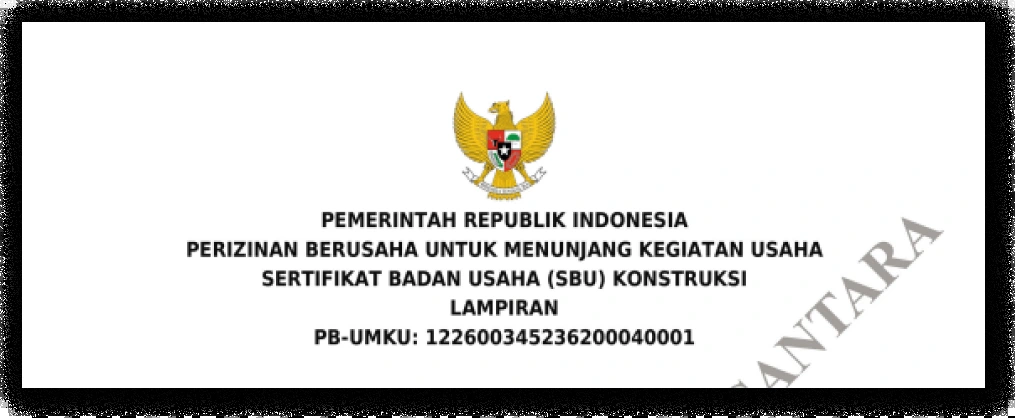 PEMERINTAH REPUBLIK INDONESIA
PERIZINAN BERUSAHA UNTUK MENUNJANG KEGIATAN USAHA
SERTIFIKAT BADAN USAHA (SBU) KONSTRUKSI
LAMPIRAN
PB-UMKU: 122600345236200040001